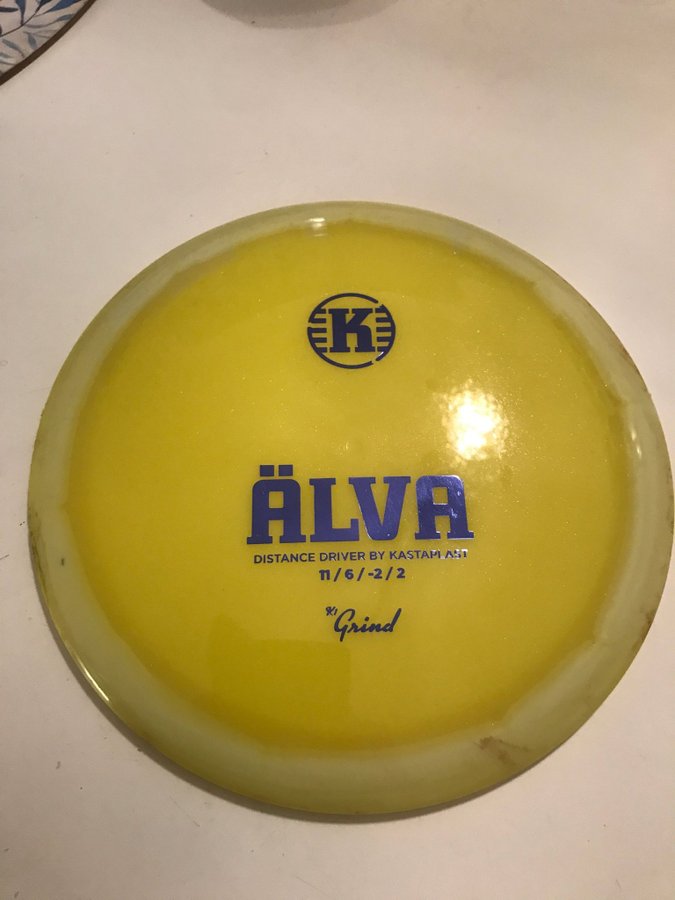 K
ÄLVA
DISTANCE DRIVER BY KASTAPLAST
11 / 6 / -2 / 2
K1 Grind